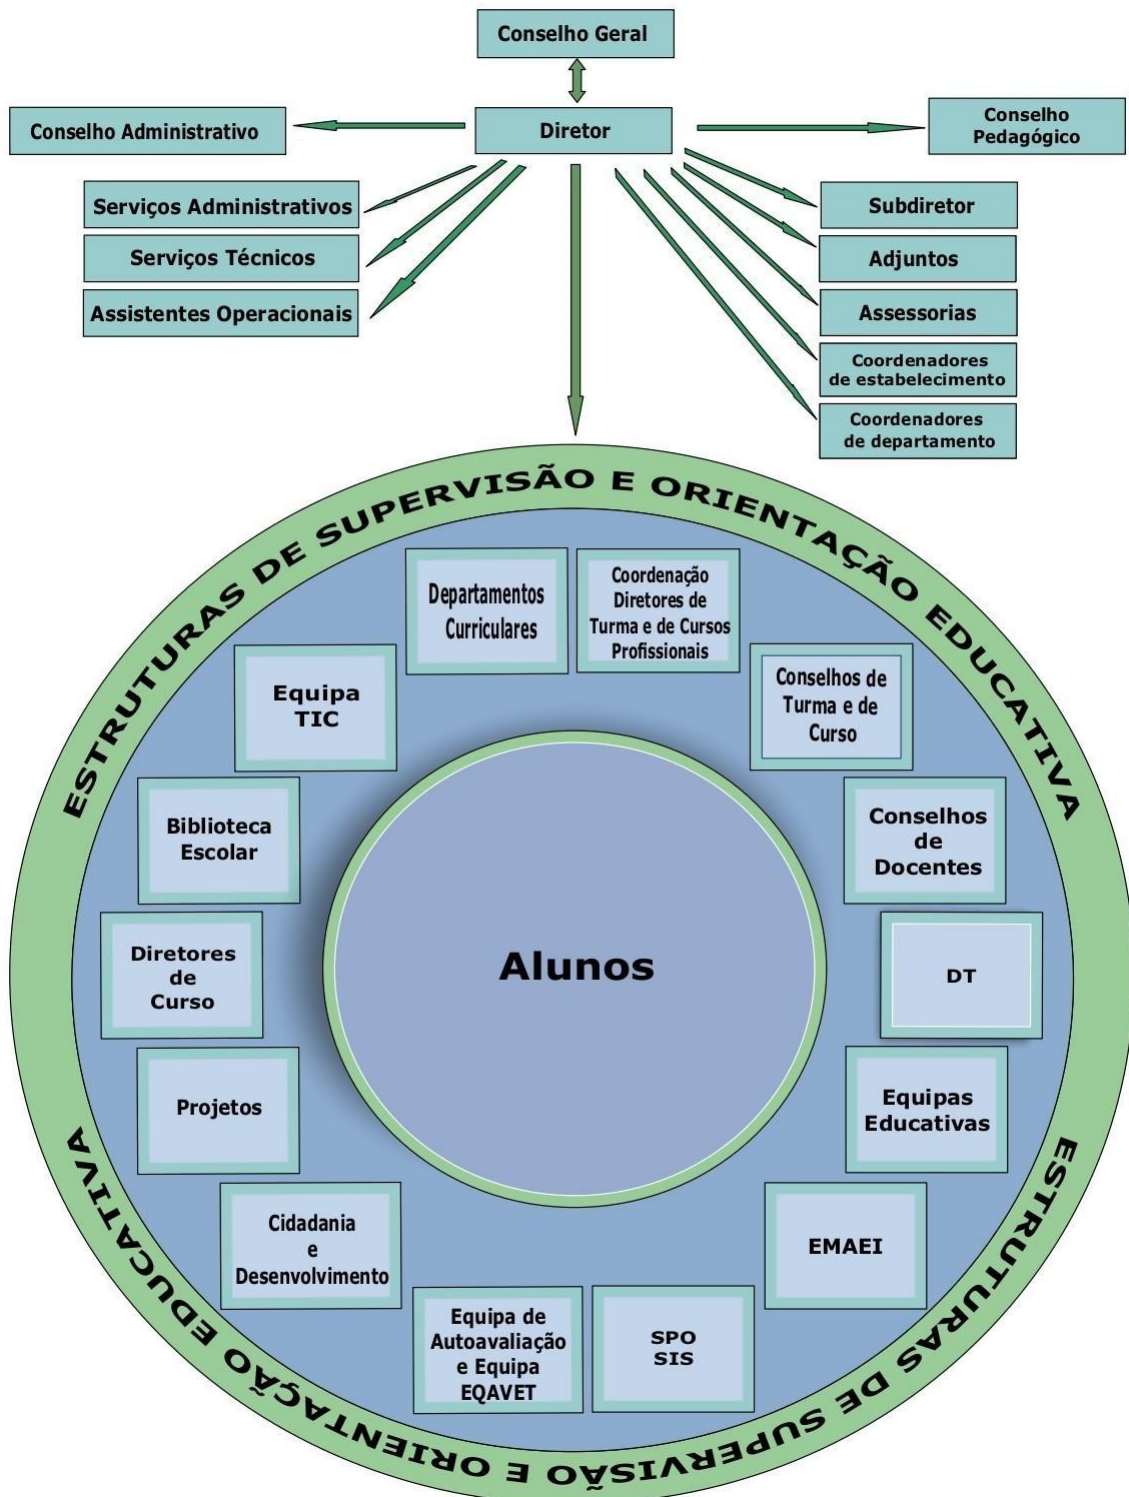 Conselho Geral
Conselho Administrativo
Diretor
Conselho
Pedagógico
Serviços Administrativos
Serviços Técnicos
Assistentes Operacionais
Subdiretor
Adjuntos
Assessorias
Coordenadores
de estabelecimento
Coordenadores
de departamento
ESTRUTURAS DE SUPERVISÃO E ORIENTAÇÃO EDUCATIVA
Departamentos
Curriculares
Coordenação
Diretores de
Turma e de Cursos
Profissionais
Equipa
TIC
Conselhos de
Turma e de
Curso
Biblioteca
Escolar
Conselhos
de
Docentes
Diretores
de
Curso
Alunos
DT
Projetos
Equipas
Educativas
Cidadania
e
Desenvolvimento
EMAEI
Equipa de
Autoavaliação
e Equipa
EQAVET
SPO
SIS
ESTRUTURAS DE SUPERVISÃO E ORIENTAÇÃO EDUCATIVA